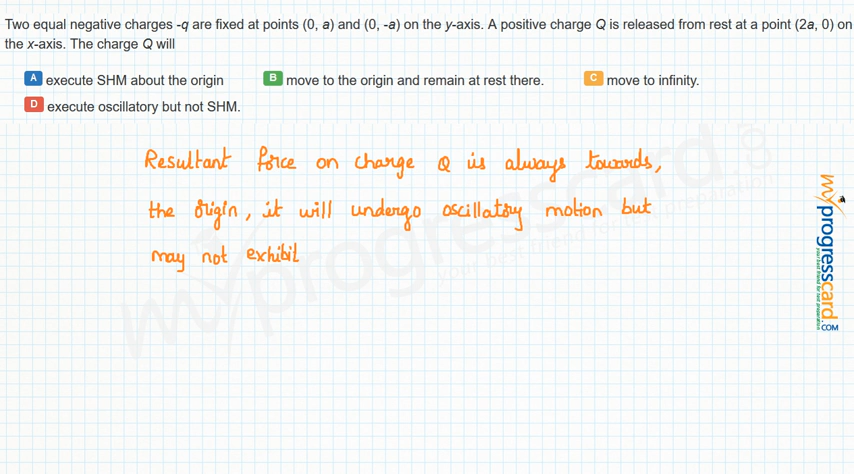 Two equal negative charges -q are fixed at points (0, a) and (0, -a) on the y-axis. A positive charge Q is released from rest at a point (2a, 0) on
the x-axis. The charge Q will
A execute SHM about the origin B move to the origin and remain at rest there. C move to infinity.
D execute oscillatory but not SHM.
Resultant force on charge Q is always towards,
the origin, it will undergo oscillatory motion but
may not exhibit
myprogresscard
.COM